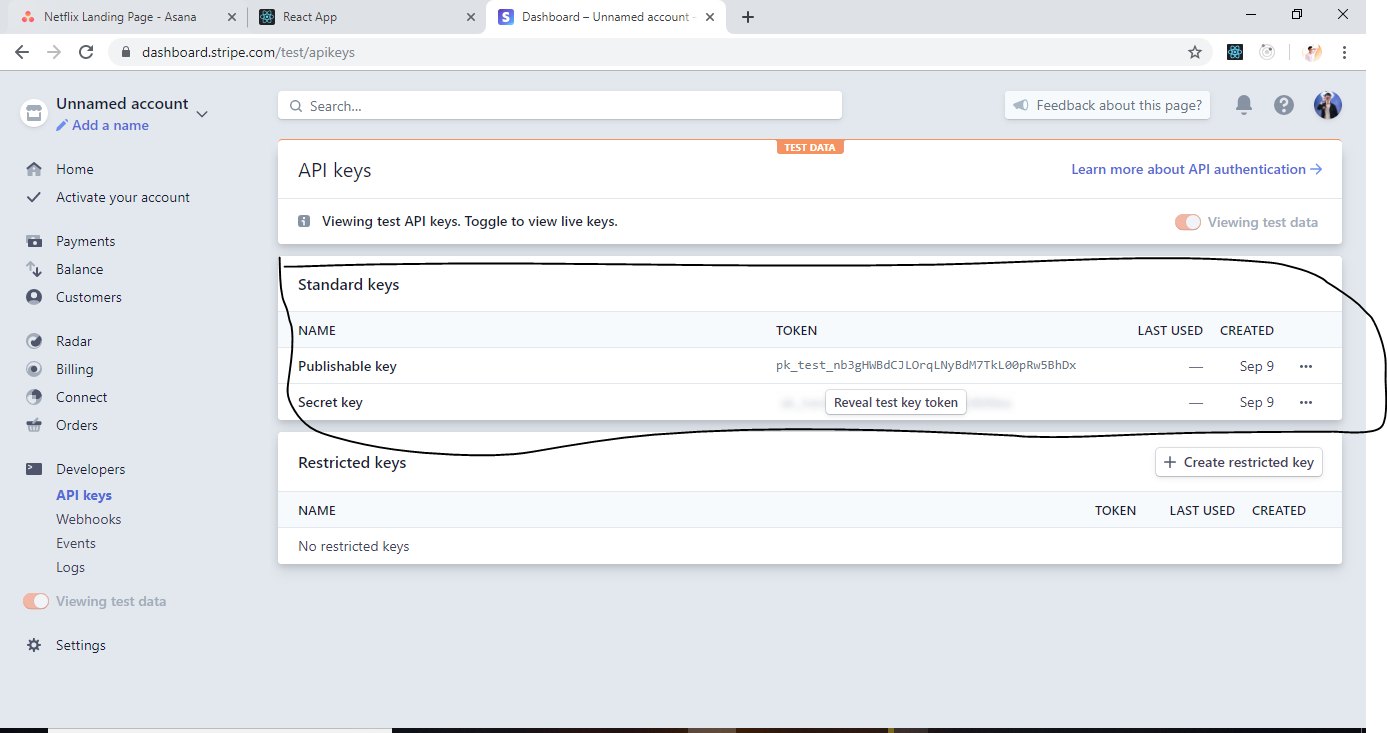 Netflix Landing Page - Asana
React App
Dashboard – Unnamed account -
dashboard.stripe.com/test/apikeys
Unnamed account
Add a name
Search...
Feedback about this page?
Home
Activate your account
Payments
Balance
Customers
Radar
Billing
Connect
Orders
Developers
API keys
Webhooks
Events
Logs
Viewing test data
Settings
TEST DATA
API keys
Learn more about API authentication
Viewing test API keys. Toggle to view live keys.
Viewing test data
Standard keys
NAME TOKEN LAST USED CREATED
Publishable key pk_test_nb3gHWBdCJLOrqLNyBdM7TkL00pRw5BhDx — Sep 9
Secret key Reveal test key token — Sep 9
Restricted keys
Create restricted key
NAME TOKEN LAST USED CREATED
No restricted keys